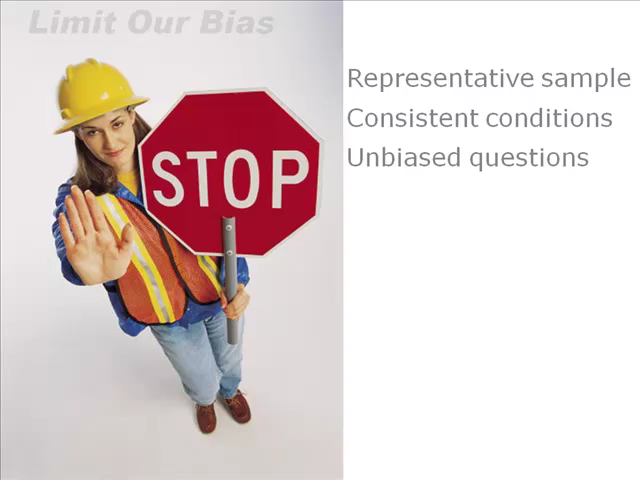 Limit Our Bias
Representative sample
Consistent conditions
Unbiased questions
STOP